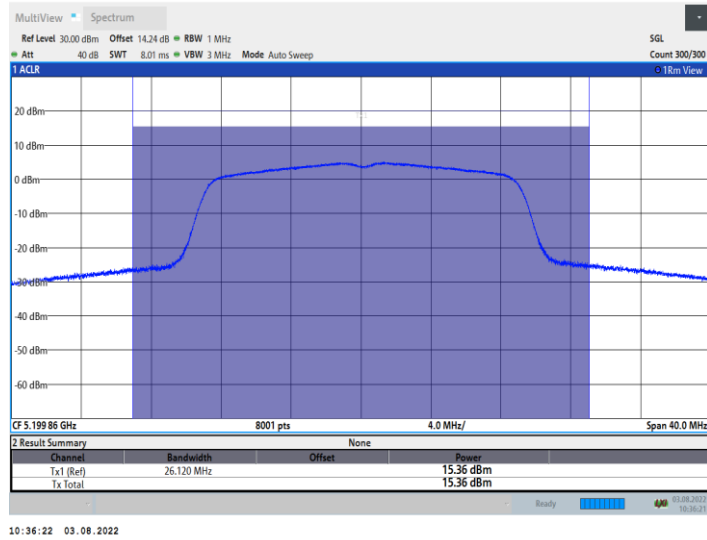 MultiView Spectrum
Ref Level 30.00 dBm Offset 14.24 dB RBW 1 MHz SGL
Att 40 dB SWT 8.01 ms VBW 3 MHz Mode Auto Sweep Count 300/300
1 ACLR 1Rm View
20 dBm
10 dBm
0 dBm
-10 dBm
-20 dBm
-30 dBm
-40 dBm
-50 dBm
-60 dBm
CF 5.199 86 GHz 8001 pts 4.0 MHz/ Span 40.0 MHz
2 Result Summary None
Channel Bandwidth Offset Power
Tx1 (Ref) 26.120 MHz 15.36 dBm
Tx Total 15.36 dBm
Ready 03.08.2022
10:36:21
10:36:22 03.08.2022